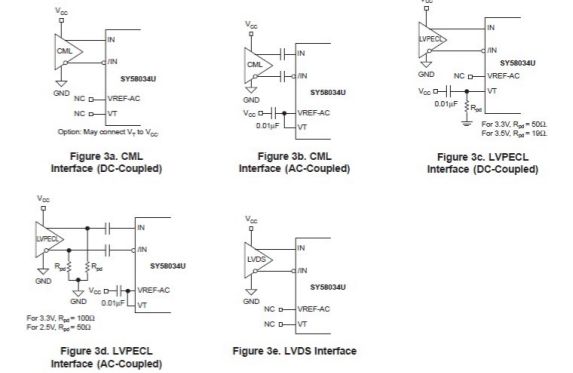 Vcc
CML
IN
/IN
SY58034U
GND
NC
VREF-AC
NC
VT
Option: May connect VT to Vcc.
Figure 3a. CML
Interface (DC-Coupled)
Vcc
CML
IN
/IN
SY58034U
GND
Vcc
VREF-AC
0.01µF
VT
Figure 3b. CML
Interface (AC-Coupled)
LVPECL
IN
/IN
SY58034U
GND
NC
VREF-AC
Vcc
VT
0.01µF
Rpd
For 3.3V, Rpd = 50Ω.
For 3.5V, Rpd = 19Ω.
Figure 3c. LVPECL
Interface (DC-Coupled)
Vcc
LVPECL
IN
/IN
Rpd
Rpd
SY58034U
GND
GND
Vcc
VREF-AC
0.01µF
VT
For 3.3V, Rpd = 100Ω
For 2.5V, Rpd = 50Ω
Figure 3d. LVPECL
Interface (AC-Coupled)
Vcc
LVDS
IN
/IN
SY58034U
GND
NC
VREF-AC
NC
VT
Figure 3e. LVDS Interface